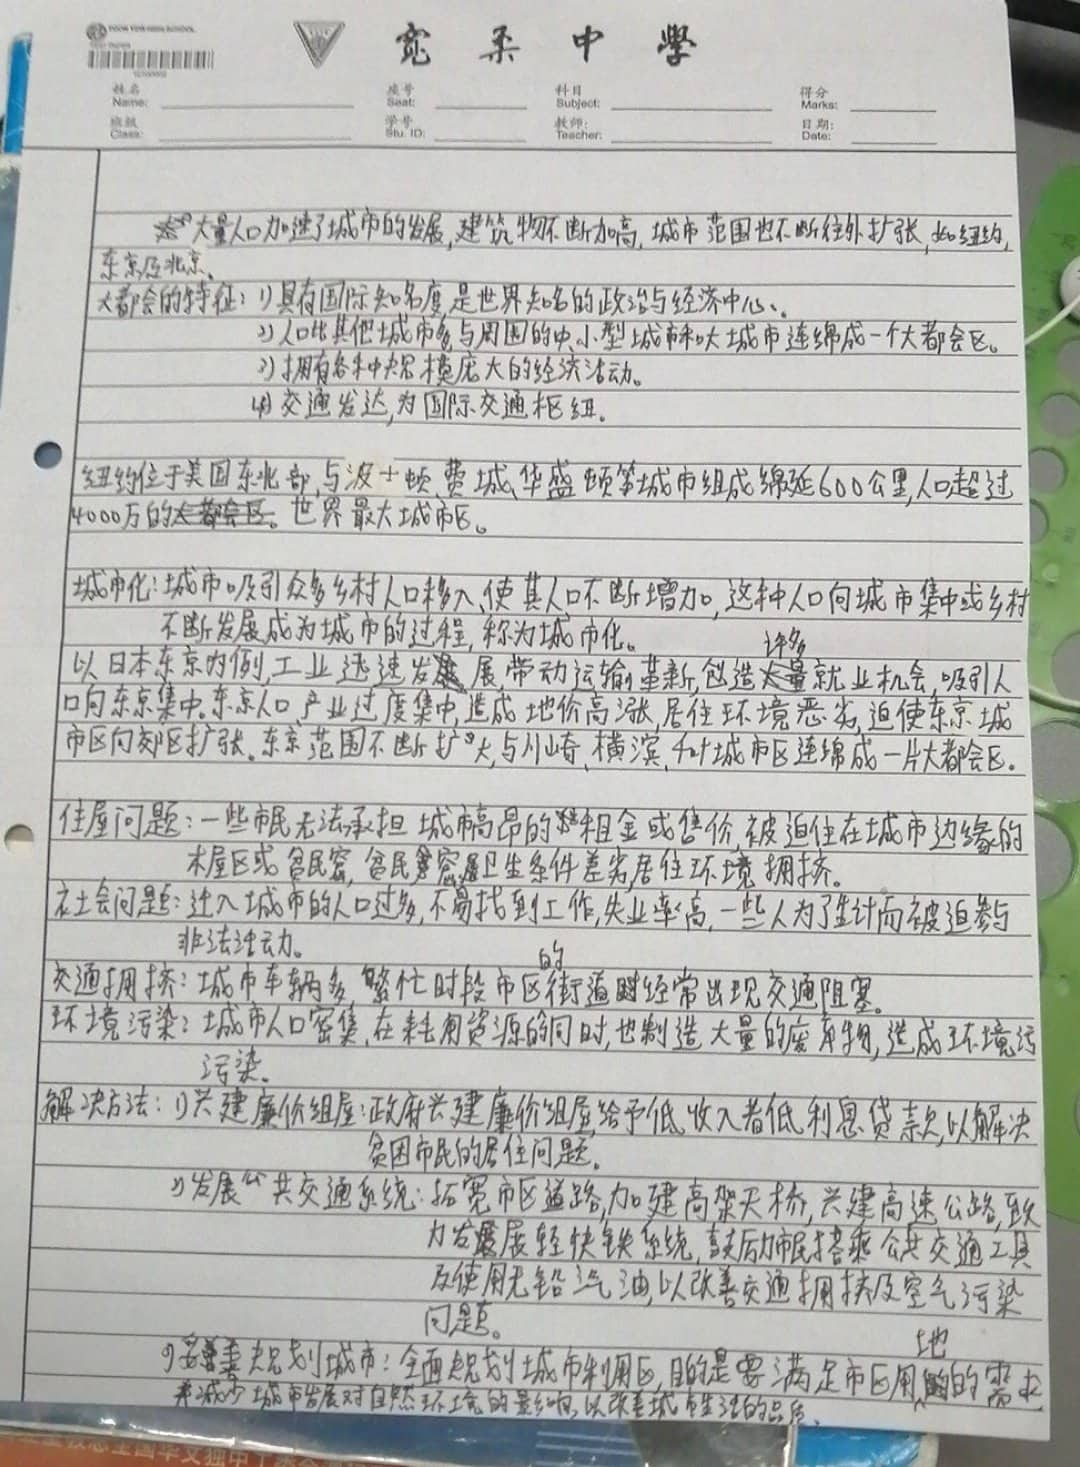 FOON YEW HIGH SCHOOL
寬柔中學
姓名 Name: 座号 Seat: 科目 Subject: 得分 Marks:
班级 Class: 学号 Stu. ID: 教师: Teacher: 日期: Date:
大量人口加速了城市的发展,建筑物不断加高,城市范围也不断往外扩张,如纽约,
东京及北京。
大都会的特征:1)具有国际知名度,是世界知名的政治与经济中心。
2)人口比其他城市多,与周围的中、小型城市和大城市连绵成一个大都会区。
3)拥有各种规模庞大的经济活动。
4)交通发达,为国际交通枢纽。
纽约位于美国东北部,与波士顿、费城、华盛顿等城市组成绵延600公里,人口超过
4000万的大都会区。世界最大城市区。
城市化:城市吸引众多乡村人口移入,使其人口不断增加,这种人口向城市集中或乡村
不断发展成为城市的过程,称为城市化。
许多
以日本东京为例,工业迅速发展,带动运输革新,创造大量就业机会,吸引人
口向东京集中。东京人口、产业过度集中,造成地价高涨,居住环境恶劣,迫使东京城
市区向郊区扩张。东京范围不断扩大,与川崎、横滨、千叶城市区连绵成一片大都会区。
住屋问题:一些市民无法承担城市高昂的租金或售价,被迫住在城市边缘的
木屋区或贫民窟,贫民窟卫生条件差劣,居住环境拥挤。
社会问题:迁入城市的人口过多,不易找到工作,失业率高,一些人为了生计而被迫参与
非法活动。
的
交通拥挤:城市车辆多,繁忙时段市区街道时经常出现交通阻塞。
环境污染:城市人口密集,在耗用资源的同时,也制造大量的废弃物,造成环境污
污染。
解决方法:1)兴建廉价组屋:政府兴建廉价组屋,给予低收入者低利息贷款,以解决
贫困市民的居住问题。
2)发展公共交通系统:拓宽市区道路,加建高架天桥,兴建高速公路,致
力发展轻快铁系统,鼓励市民搭乘公共交通工具
及使用无铅汽油,以改善交通拥挤及空气污染
问题。
地
3)妥善规划城市:全面规划城市利用区,目的是要满足市区用的的需求
并减少城市发展对自然环境的影响,以改善城市生活的品质。